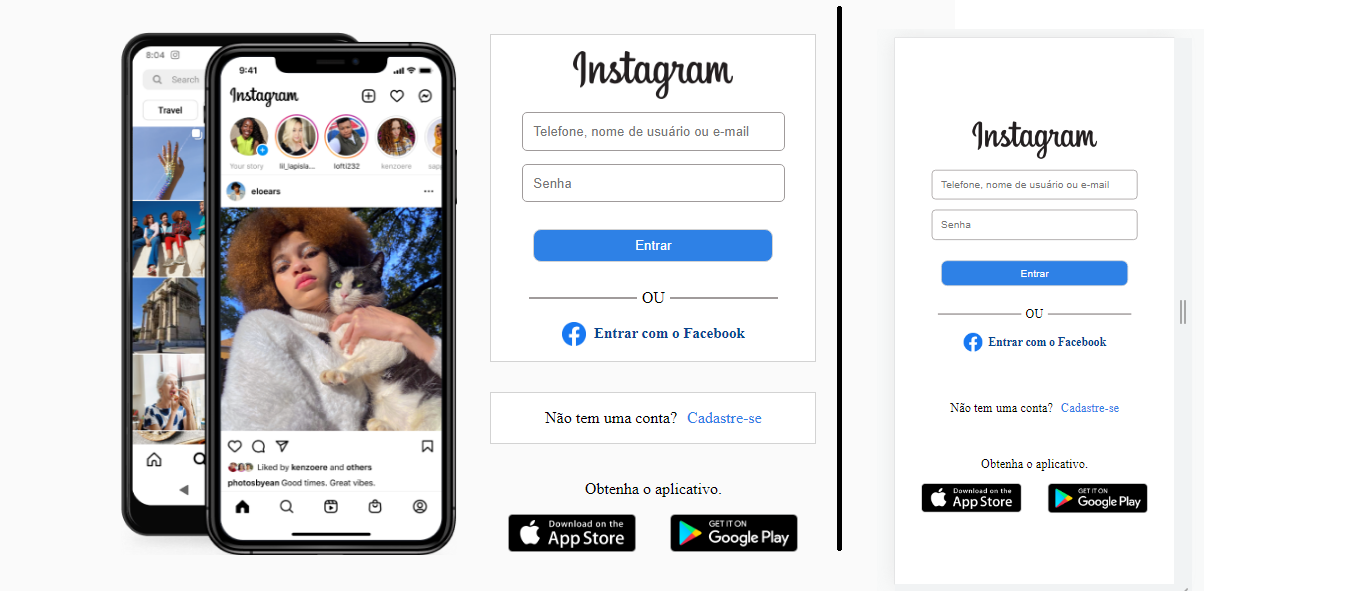 8:04
Search
Travel
9:41
Instagram
Your story
lil_lapisla...
lofti232
kenzoere
sapp
eloears
Liked by kenzoere and others
photosbyean Good times. Great vibes.
Instagram
Telefone, nome de usuário ou e-mail
Senha
Entrar
OU
Entrar com o Facebook
Não tem uma conta? Cadastre-se
Obtenha o aplicativo.
Download on the
App Store
GET IT ON
Google Play
Instagram
Telefone, nome de usuário ou e-mail
Senha
Entrar
OU
Entrar com o Facebook
Não tem uma conta? Cadastre-se
Obtenha o aplicativo.
Download on the
App Store
GET IT ON
Google Play